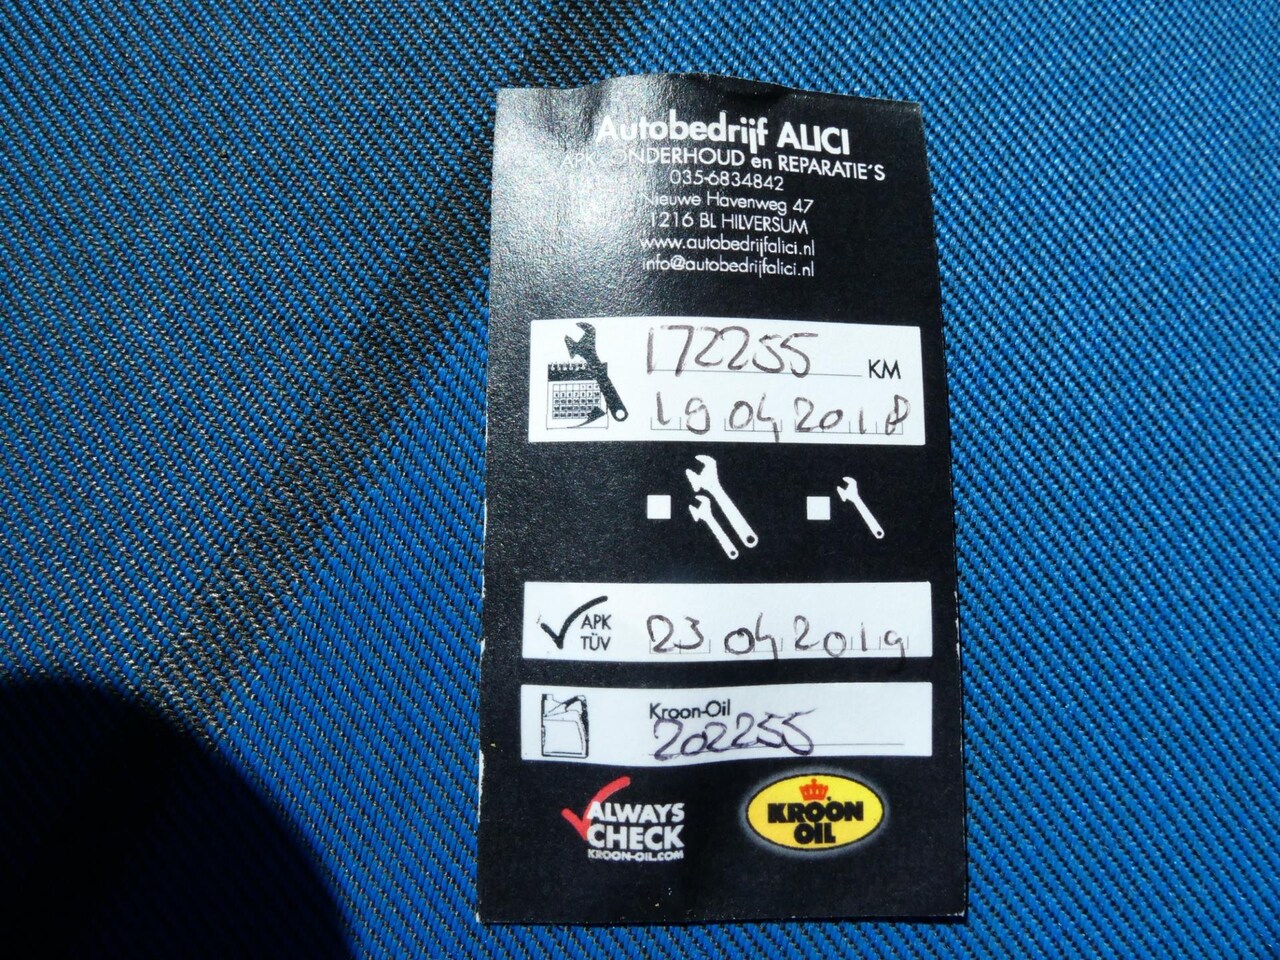 Autobedrijf ALICI
APK, ONDERHOUD en REPARATIE'S
035-6834842
Nieuwe Havenweg 47
1216 BL HILVERSUM
www.autobedrijfalici.nl
info@autobedrijfalici.nl
172255 KM
19 04 2018
APK
TÜV
23 04 2019
Kroon-Oil
202255
ALWAYS
CHECK
KROON-OIL.COM
KROON
OIL